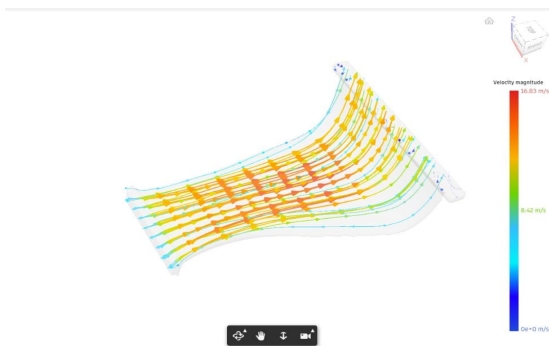 Z
X
Velocity magnitude
16.83 m/s
8.42 m/s
0e+0 m/s